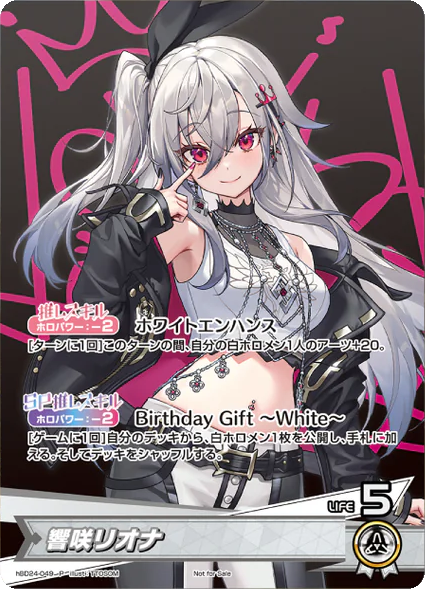 推しスキル
ホロパワー：－2
ホワイトエンハンス
[ターンに1回]このターンの間、自分の白ホロメン1人のアーツ+20。
SP推しスキル
ホロパワー：－2
Birthday Gift ～White～
[ゲームに1回]自分のデッキから、白ホロメン1枚を公開し、手札に加
える。そしてデッキをシャッフルする。
LIFE 5
響咲リオナ
hBD24-049 P illust: TTOSOM Not for Sale